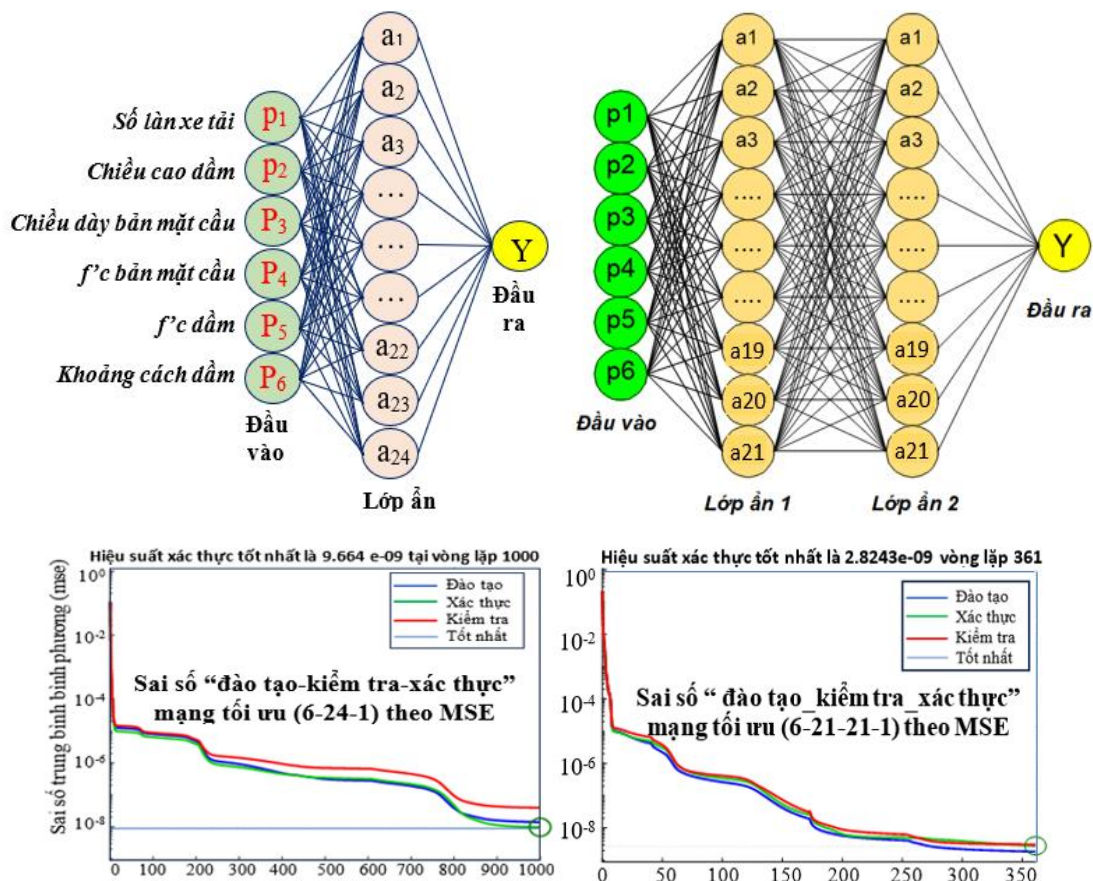 Số làn xe tải
Chiều cao dầm
Chiều dày bản mặt cầu
f’c bản mặt cầu
f’c dầm
Khoảng cách dầm
p1
p2
P3
P4
P5
P6
Đầu
vào
a1
a2
a3
...
...
...
a22
a23
a24
Lớp ẩn
Y
Đầu
ra
p1
p2
p3
p4
p5
p6
Đầu vào
a1
a2
a3
....
....
....
a19
a20
a21
Lớp ẩn 1
a1
a2
a3
....
....
....
a19
a20
a21
Lớp ẩn 2
Y
Đầu ra
Hiệu suất xác thực tốt nhất là 9.664 e-09 tại vòng lặp 1000
Sai số trung bình bình phương (mse)
10^0
10^-2
10^-4
10^-6
10^-8
Đào tạo
Xác thực
Kiểm tra
Tốt nhất
Sai số “đào tạo-kiểm tra-xác thực”
mạng tối ưu (6-24-1) theo MSE
0 100 200 300 400 500 600 700 800 900 1000
Hiệu suất xác thực tốt nhất là 2.8243e-09 vòng lặp 361
10^0
10^-2
10^-4
10^-6
10^-8
Đào tạo
Xác thực
Kiểm tra
Tốt nhất
Sai số “ đào tạo_kiểm tra_xác thực”
mạng tối ưu (6-21-21-1) theo MSE
0 50 100 150 200 250 300 350